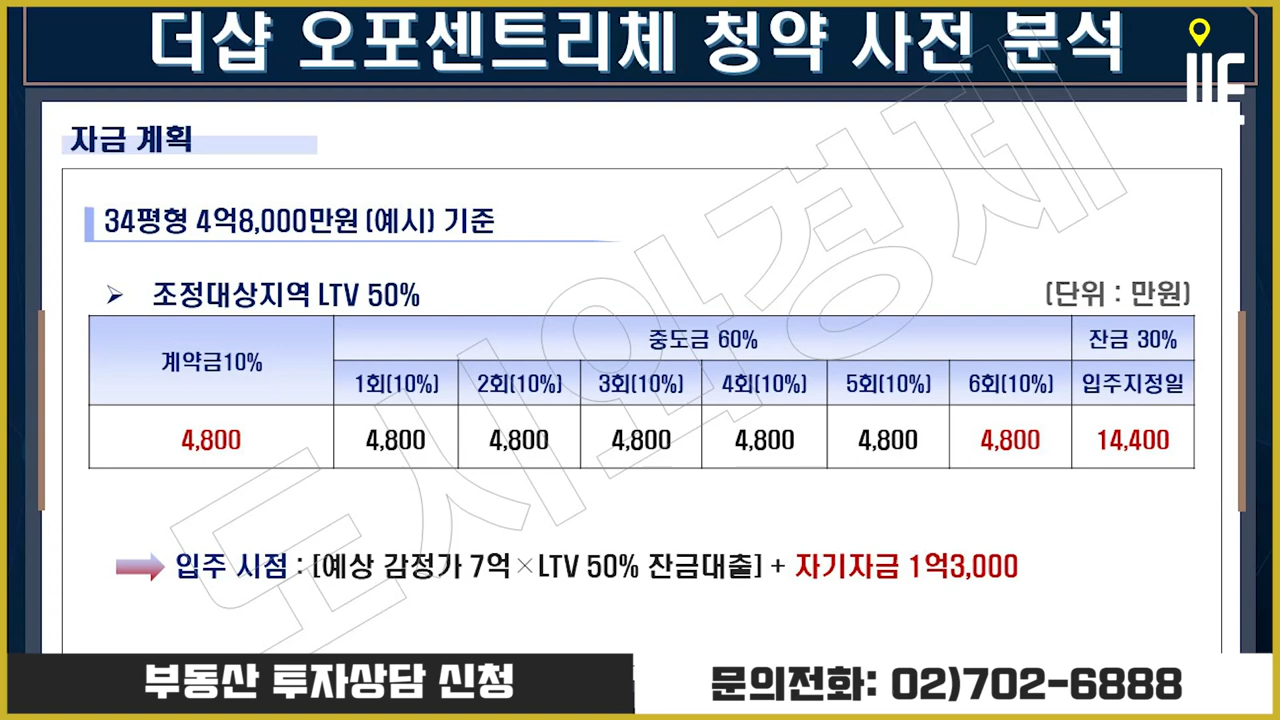 더샵 오포센트리체 청약 사전 분석
자금 계획
34평형 4억8,000만원 (예시) 기준
➢ 조정대상지역 LTV 50%
(단위 : 만원)
계약금10%
중도금 60%
잔금 30%
1회(10%) 2회(10%) 3회(10%) 4회(10%) 5회(10%) 6회(10%) 입주지정일
4,800 4,800 4,800 4,800 4,800 4,800 4,800 14,400
입주 시점 : [예상 감정가 7억×LTV 50% 잔금대출] + 자기자금 1억3,000
도시와경제
부동산 투자상담 신청
문의전화: 02)702-6888